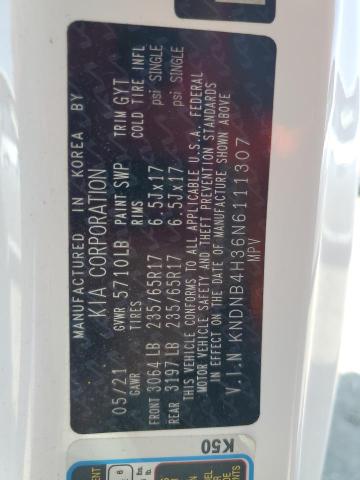 MANUFACTURED IN KOREA BY
KIA CORPORATION
05/21 GVWR 5710LB PAINT SWP TRIM GYT
GAWR TIRES RIMS COLD TIRE INFL
FRONT 3064LB 235/65R17 6.5Jx17 psi SINGLE
REAR 3197LB 235/65R17 6.5Jx17 psi SINGLE
THIS VEHICLE CONFORMS TO ALL APPLICABLE U.S.A. FEDERAL
MOTOR VEHICLE SAFETY AND THEFT PREVENTION STANDARDS
IN EFFECT ON THE DATE OF MANUFACTURE SHOWN ABOVE
V.I.N KNDNB4H36N6111307
MPV
K50